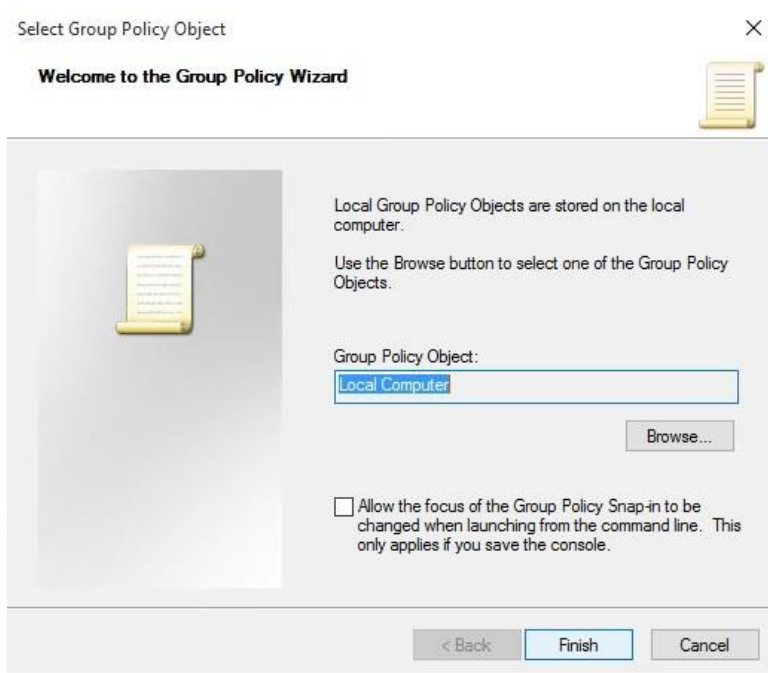 Select Group Policy Object
Welcome to the Group Policy Wizard
Local Group Policy Objects are stored on the local
computer.
Use the Browse button to select one of the Group Policy
Objects.
Group Policy Object:
Local Computer
Browse...
Allow the focus of the Group Policy Snap-in to be
changed when launching from the command line. This
only applies if you save the console.
< Back
Finish
Cancel